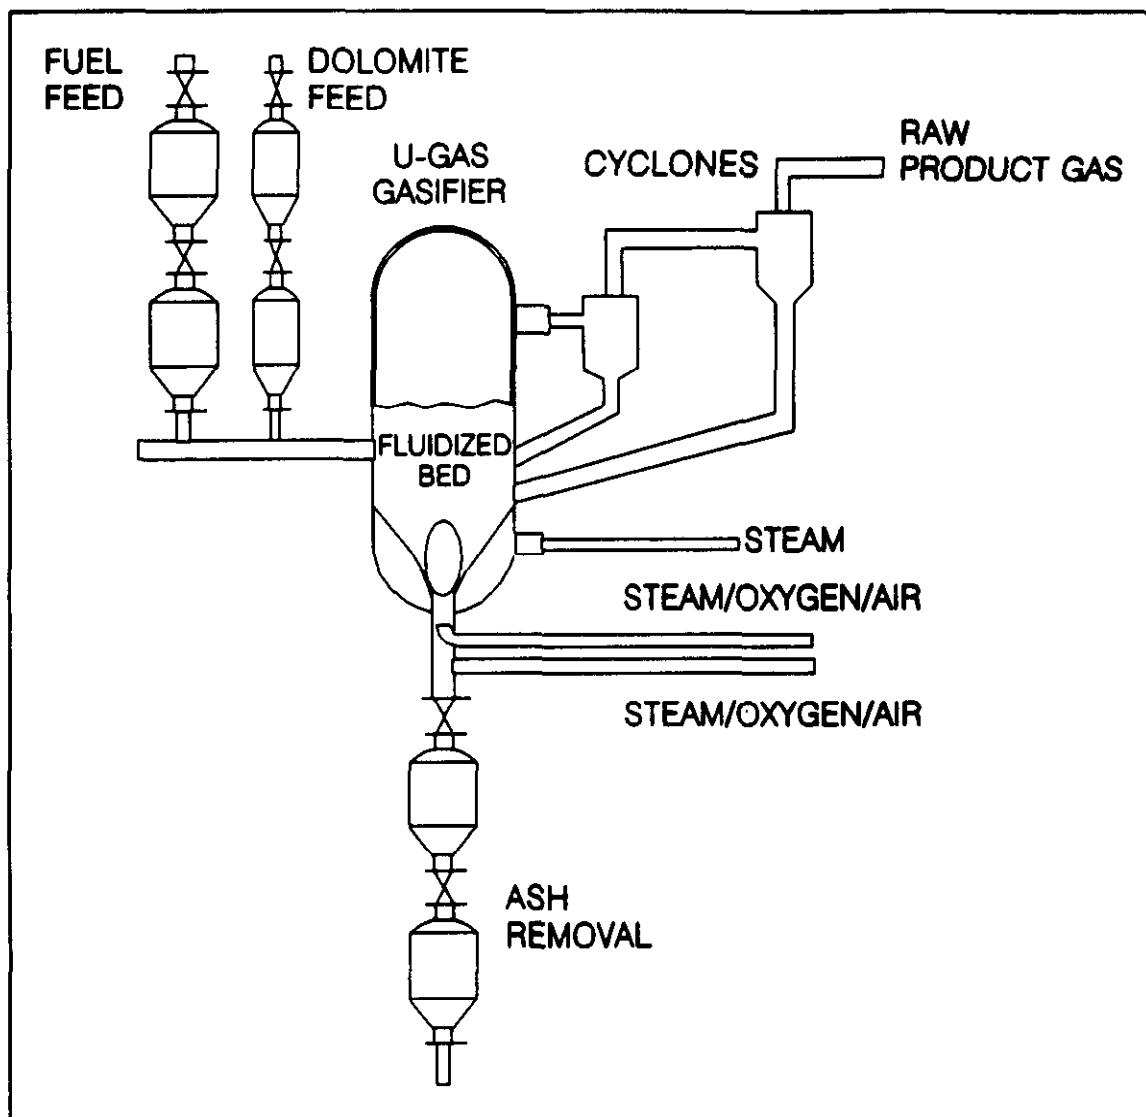 FUEL
FEED
DOLOMITE
FEED
U-GAS
GASIFIER
CYCLONES
RAW
PRODUCT GAS
FLUIDIZED
BED
STEAM
STEAM/OXYGEN/AIR
STEAM/OXYGEN/AIR
ASH
REMOVAL